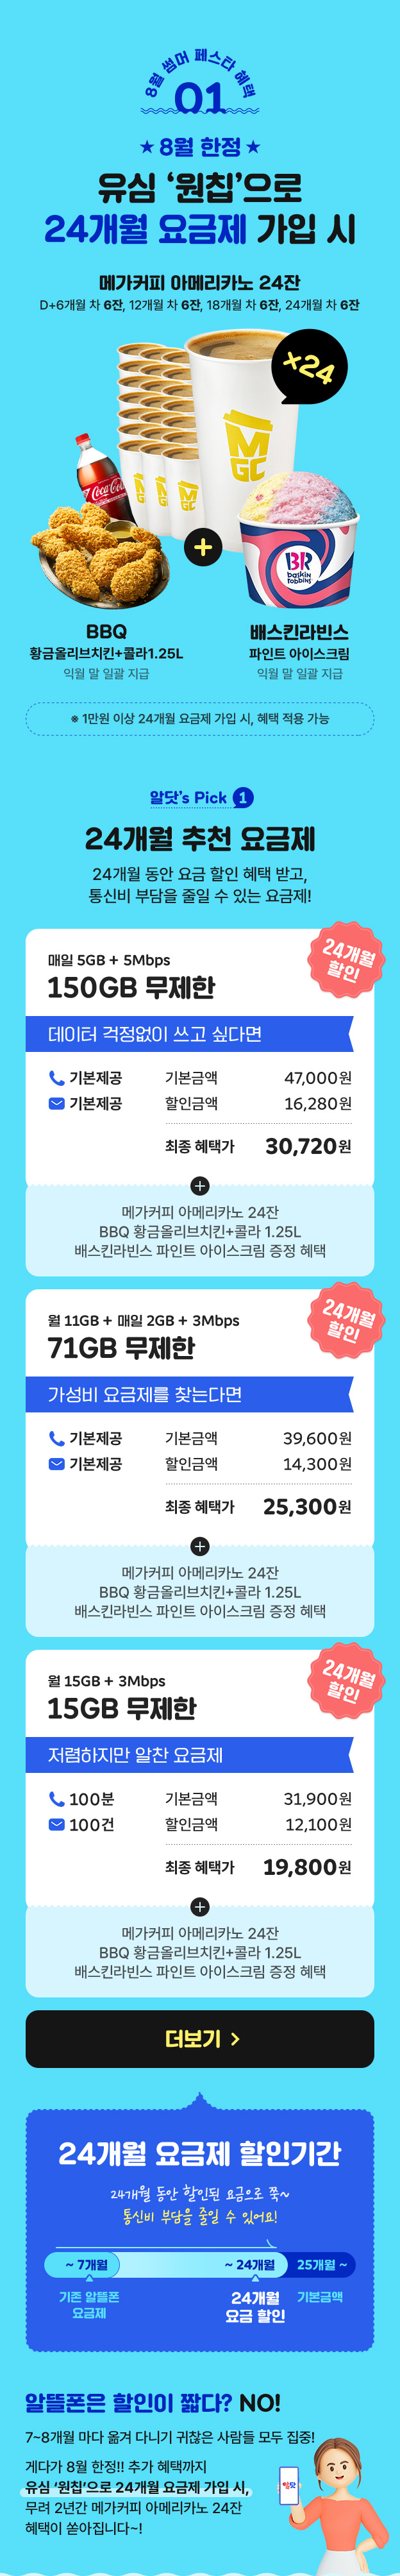 8월 썸머 페스타 혜택
01
★ 8월 한정 ★
유심 ‘원칩’으로
24개월 요금제 가입 시
메가커피 아메리카노 24잔
D+6개월 차 6잔, 12개월 차 6잔, 18개월 차 6잔, 24개월 차 6잔
×24
MGC
Coca-Cola
+
BR
baskin
robbins
BBQ
황금올리브치킨+콜라1.25L
익월 말 일괄 지급
배스킨라빈스
파인트 아이스크림
익월 말 일괄 지급
※ 1만원 이상 24개월 요금제 가입 시, 혜택 적용 가능
알닷’s Pick 1
24개월 추천 요금제
24개월 동안 요금 할인 혜택 받고,
통신비 부담을 줄일 수 있는 요금제!
24개월
할인
매일 5GB + 5Mbps
150GB 무제한
데이터 걱정없이 쓰고 싶다면
기본제공 기본금액 47,000원
기본제공 할인금액 16,280원
최종 혜택가 30,720원
+
메가커피 아메리카노 24잔
BBQ 황금올리브치킨+콜라 1.25L
배스킨라빈스 파인트 아이스크림 증정 혜택
24개월
할인
월 11GB + 매일 2GB + 3Mbps
71GB 무제한
가성비 요금제를 찾는다면
기본제공 기본금액 39,600원
기본제공 할인금액 14,300원
최종 혜택가 25,300원
+
메가커피 아메리카노 24잔
BBQ 황금올리브치킨+콜라 1.25L
배스킨라빈스 파인트 아이스크림 증정 혜택
24개월
할인
월 15GB + 3Mbps
15GB 무제한
저렴하지만 알찬 요금제
100분 기본금액 31,900원
100건 할인금액 12,100원
최종 혜택가 19,800원
+
메가커피 아메리카노 24잔
BBQ 황금올리브치킨+콜라 1.25L
배스킨라빈스 파인트 아이스크림 증정 혜택
더보기 >
24개월 요금제 할인기간
24개월 동안 할인된 요금으로 쭉~
통신비 부담을 줄일 수 있어요!
~ 7개월 ~ 24개월 25개월 ~
기존 알뜰폰
요금제
24개월
요금 할인
기본금액
알뜰폰은 할인이 짧다? NO!
7~8개월 마다 옮겨 다니기 귀찮은 사람들 모두 집중!
게다가 8월 한정!! 추가 혜택까지
유심 ‘원칩’으로 24개월 요금제 가입 시,
무려 2년간 메가커피 아메리카노 24잔
혜택이 쏟아집니다~!
알닷